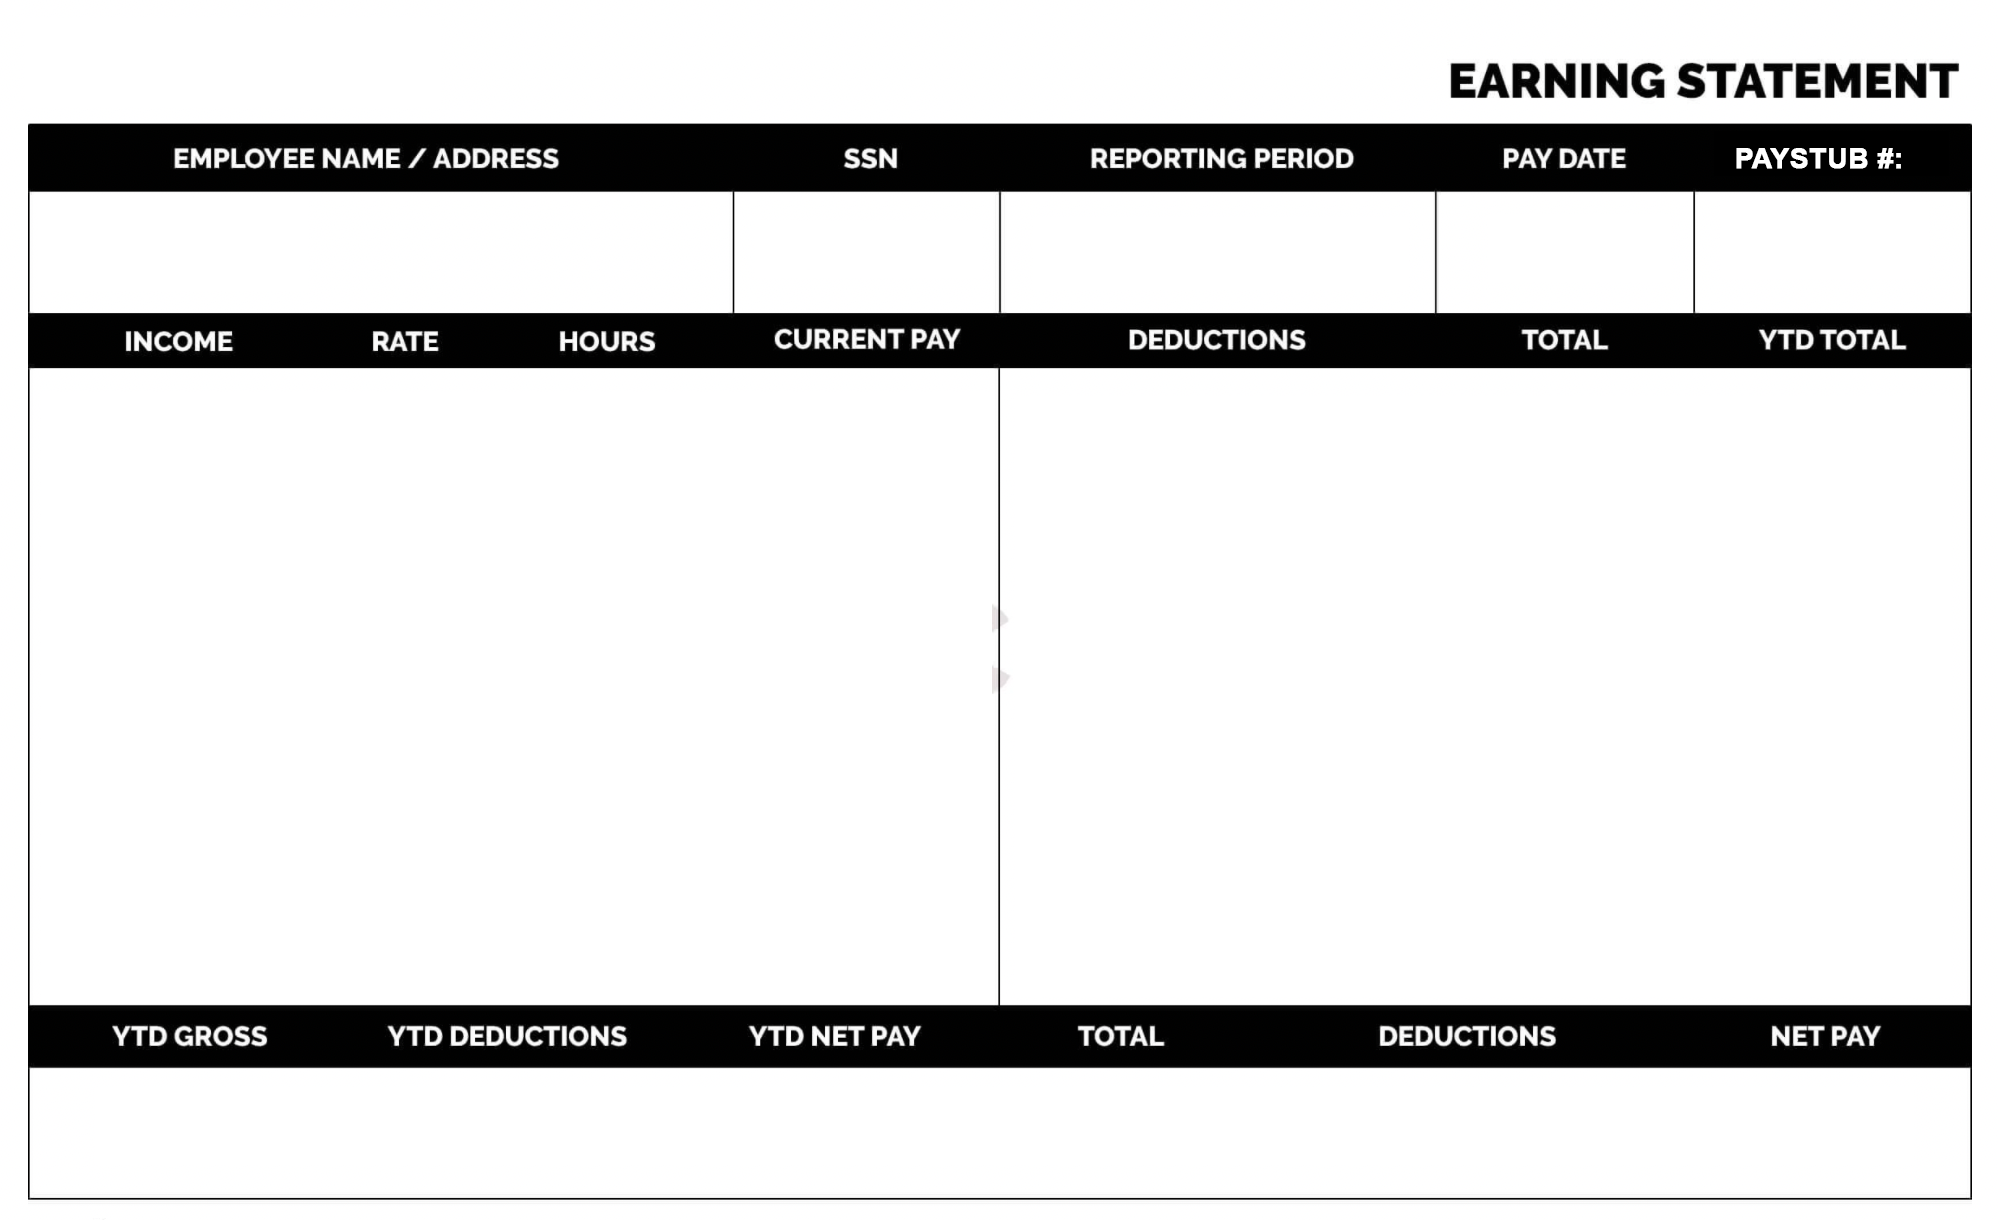 EARNING STATEMENT
EMPLOYEE NAME / ADDRESS SSN REPORTING PERIOD PAY DATE PAYSTUB #:
INCOME RATE HOURS CURRENT PAY DEDUCTIONS TOTAL YTD TOTAL
YTD GROSS YTD DEDUCTIONS YTD NET PAY TOTAL DEDUCTIONS NET PAY